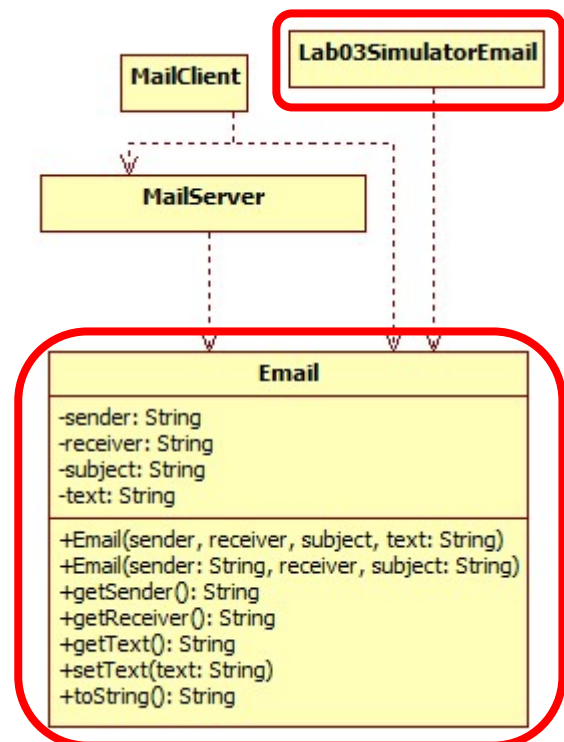 Lab03SimulatorEmail
MailClient
MailServer
Email
-sender: String
-receiver: String
-subject: String
-text: String
+Email(sender, receiver, subject, text: String)
+Email(sender: String, receiver, subject: String)
+getSender(): String
+getReceiver(): String
+getText(): String
+setText(text: String)
+toString(): String